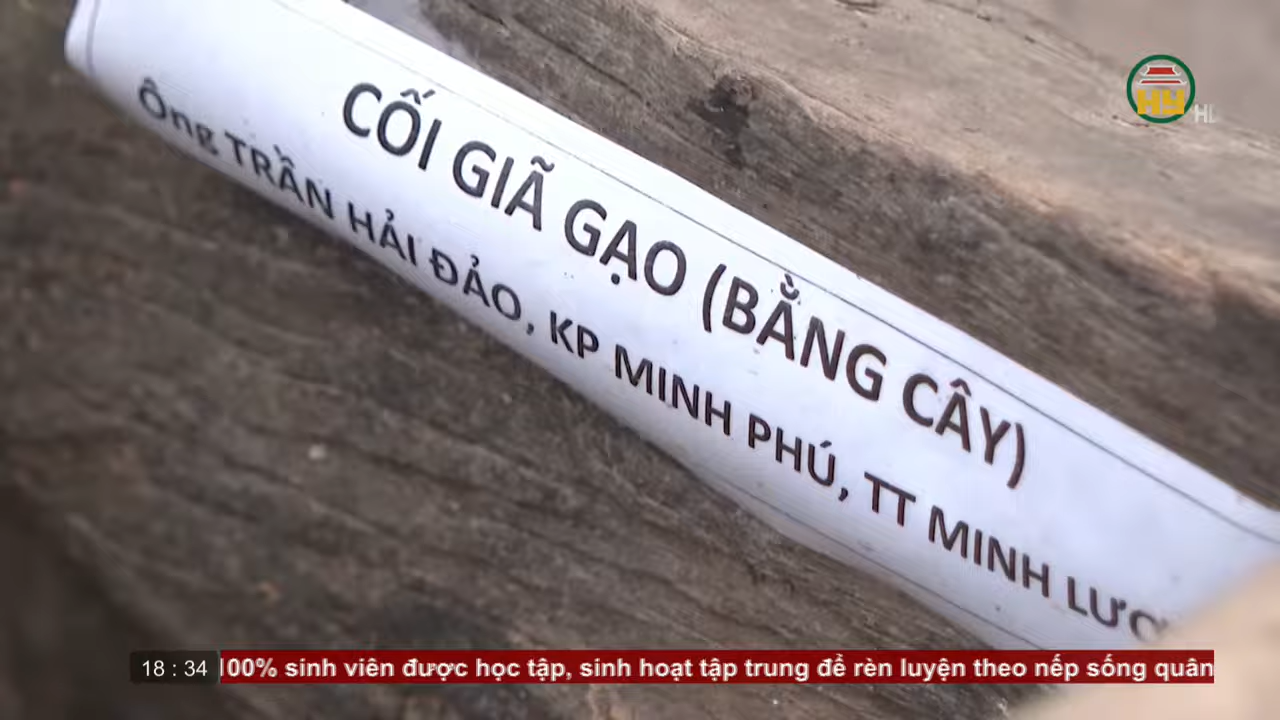 CỐI GIÃ GẠO (BẰNG CÂY)
Ông TRẦN HẢI ĐẢO, KP MINH PHÚ, TT MINH
HY
18 : 34
100% sinh viên được học tập, sinh hoạt tập trung để rèn luyện theo nếp sống quân